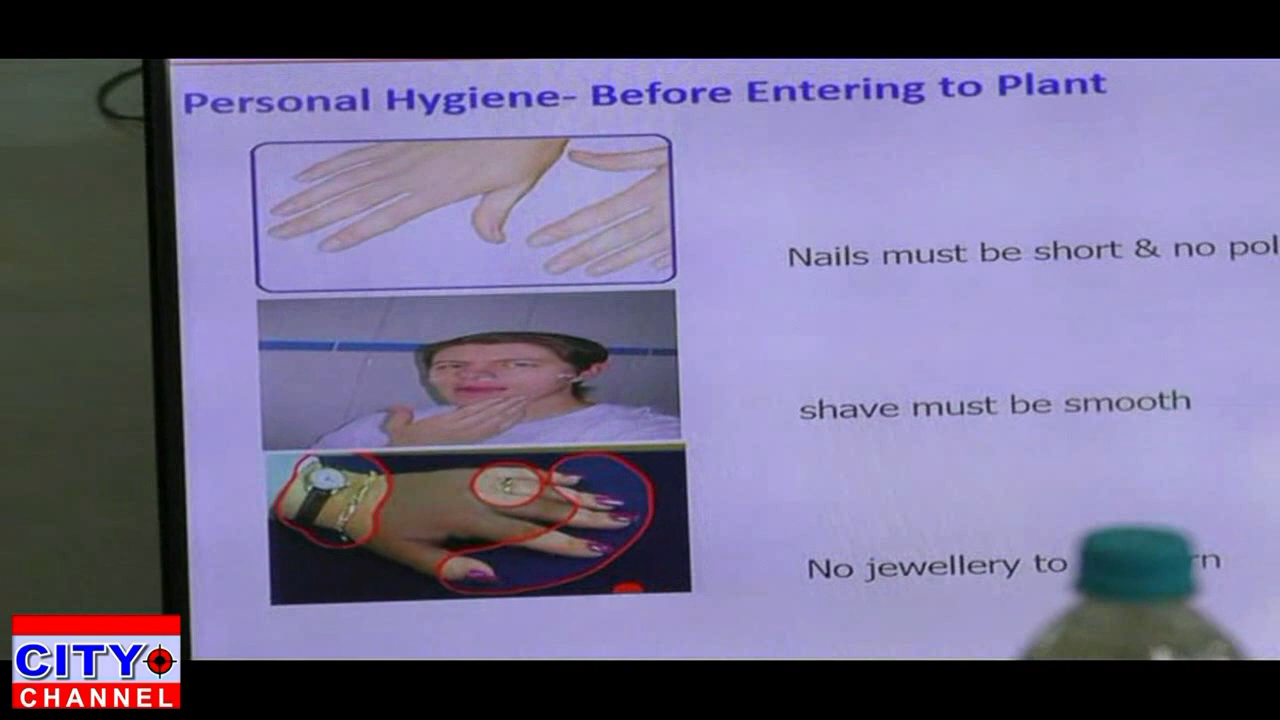 Personal Hygiene- Before Entering to Plant
Nails must be short & no
shave must be smooth
No jewellery to
CITY
CHANNEL